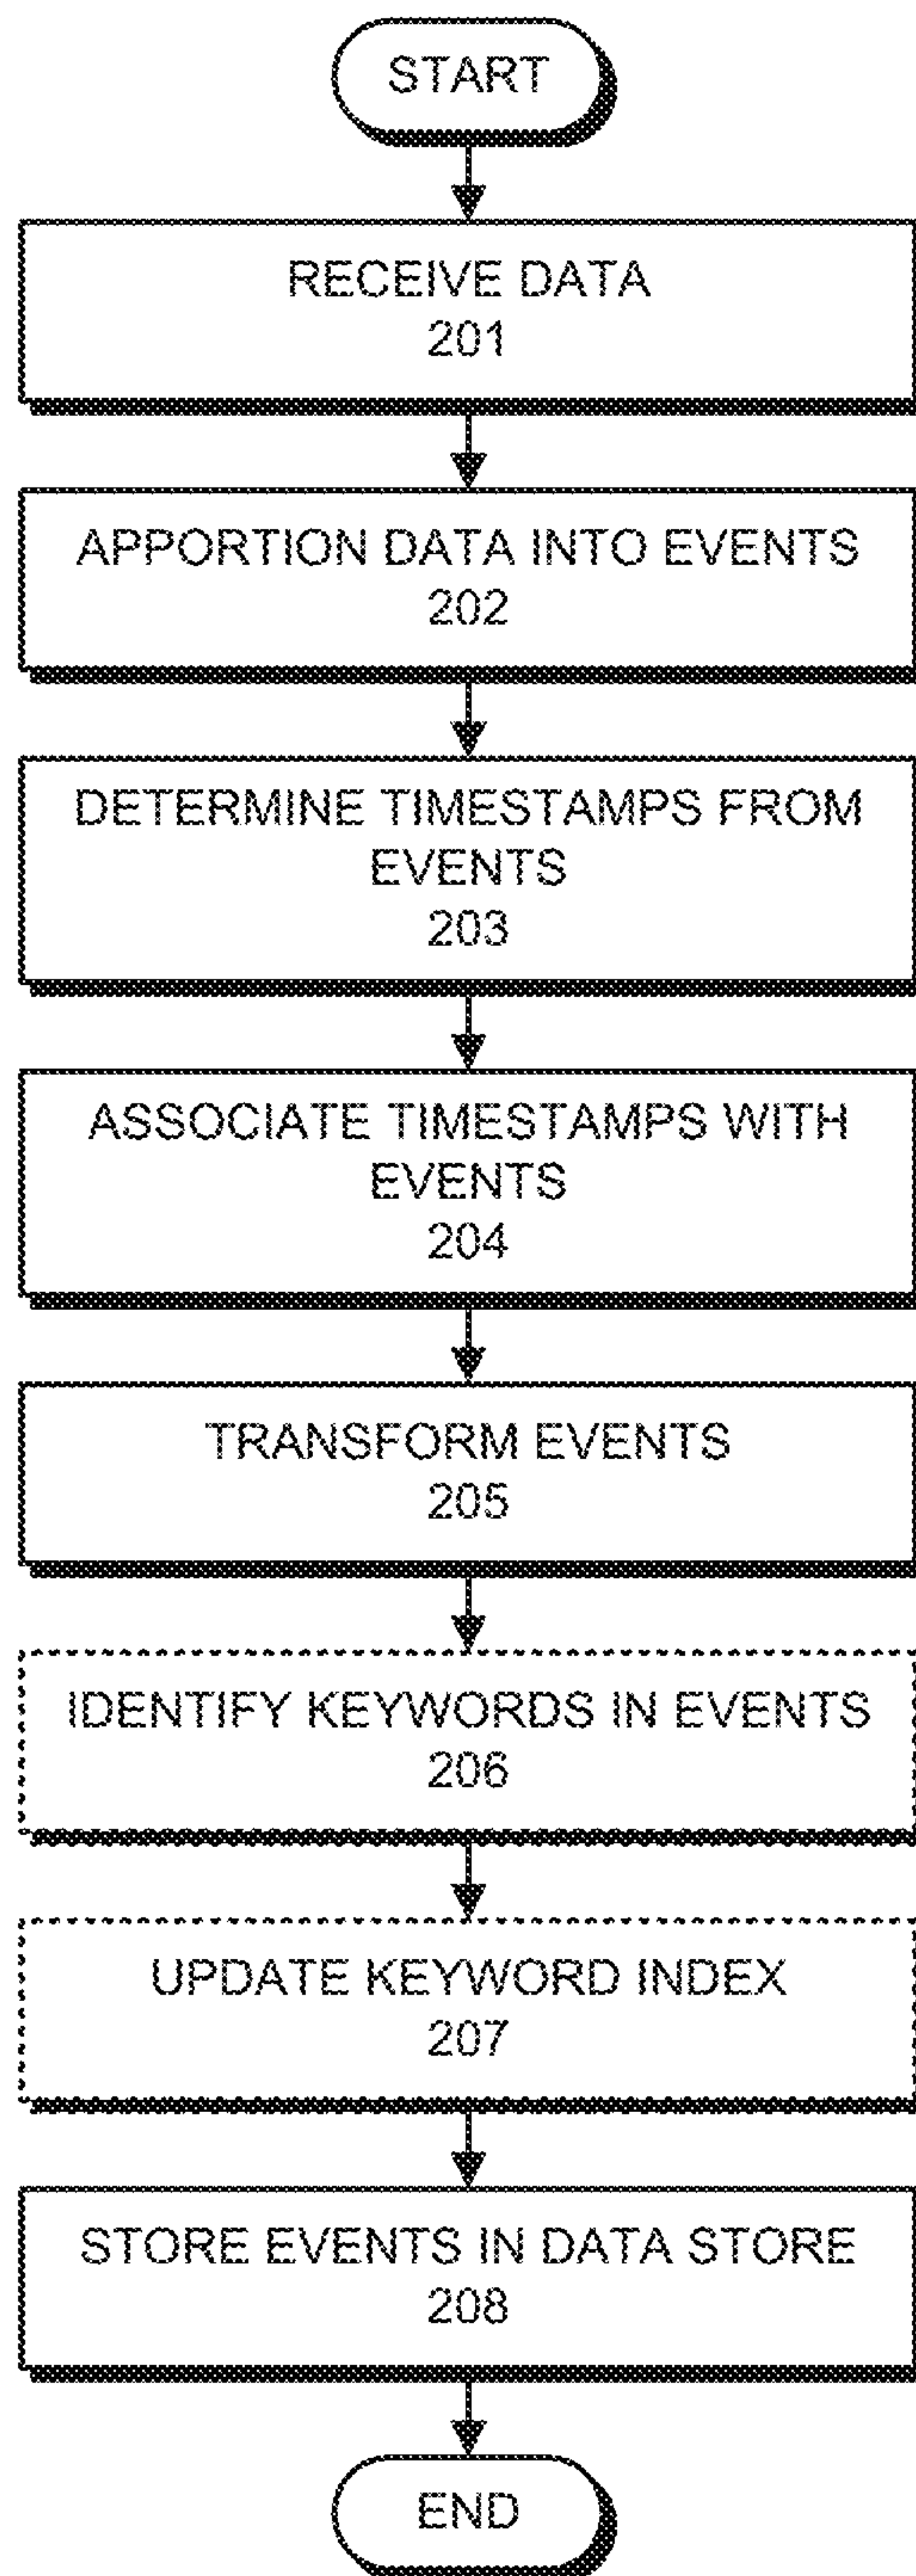 START
RECEIVE DATA
201
APPORTION DATA INTO EVENTS
202
DETERMINE TIMESTAMPS FROM
EVENTS
203
ASSOCIATE TIMESTAMPS WITH
EVENTS
204
TRANSFORM EVENTS
205
IDENTIFY KEYWORDS IN EVENTS
206
UPDATE KEYWORD INDEX
207
STORE EVENTS IN DATA STORE
208
END